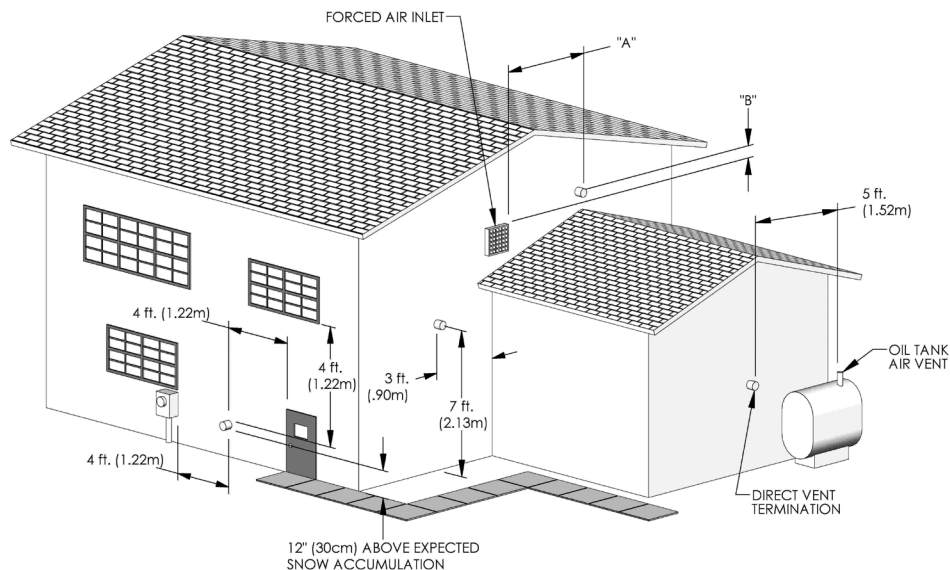 FORCED AIR INLET
"A"
"B"
5 ft.
(1.52m)
4 ft. (1.22m)
4 ft.
(1.22m)
3 ft.
(.90m)
7 ft.
(2.13m)
OIL TANK
AIR VENT
4 ft. (1.22m)
DIRECT VENT
TERMINATION
12" (30cm) ABOVE EXPECTED
SNOW ACCUMULATION